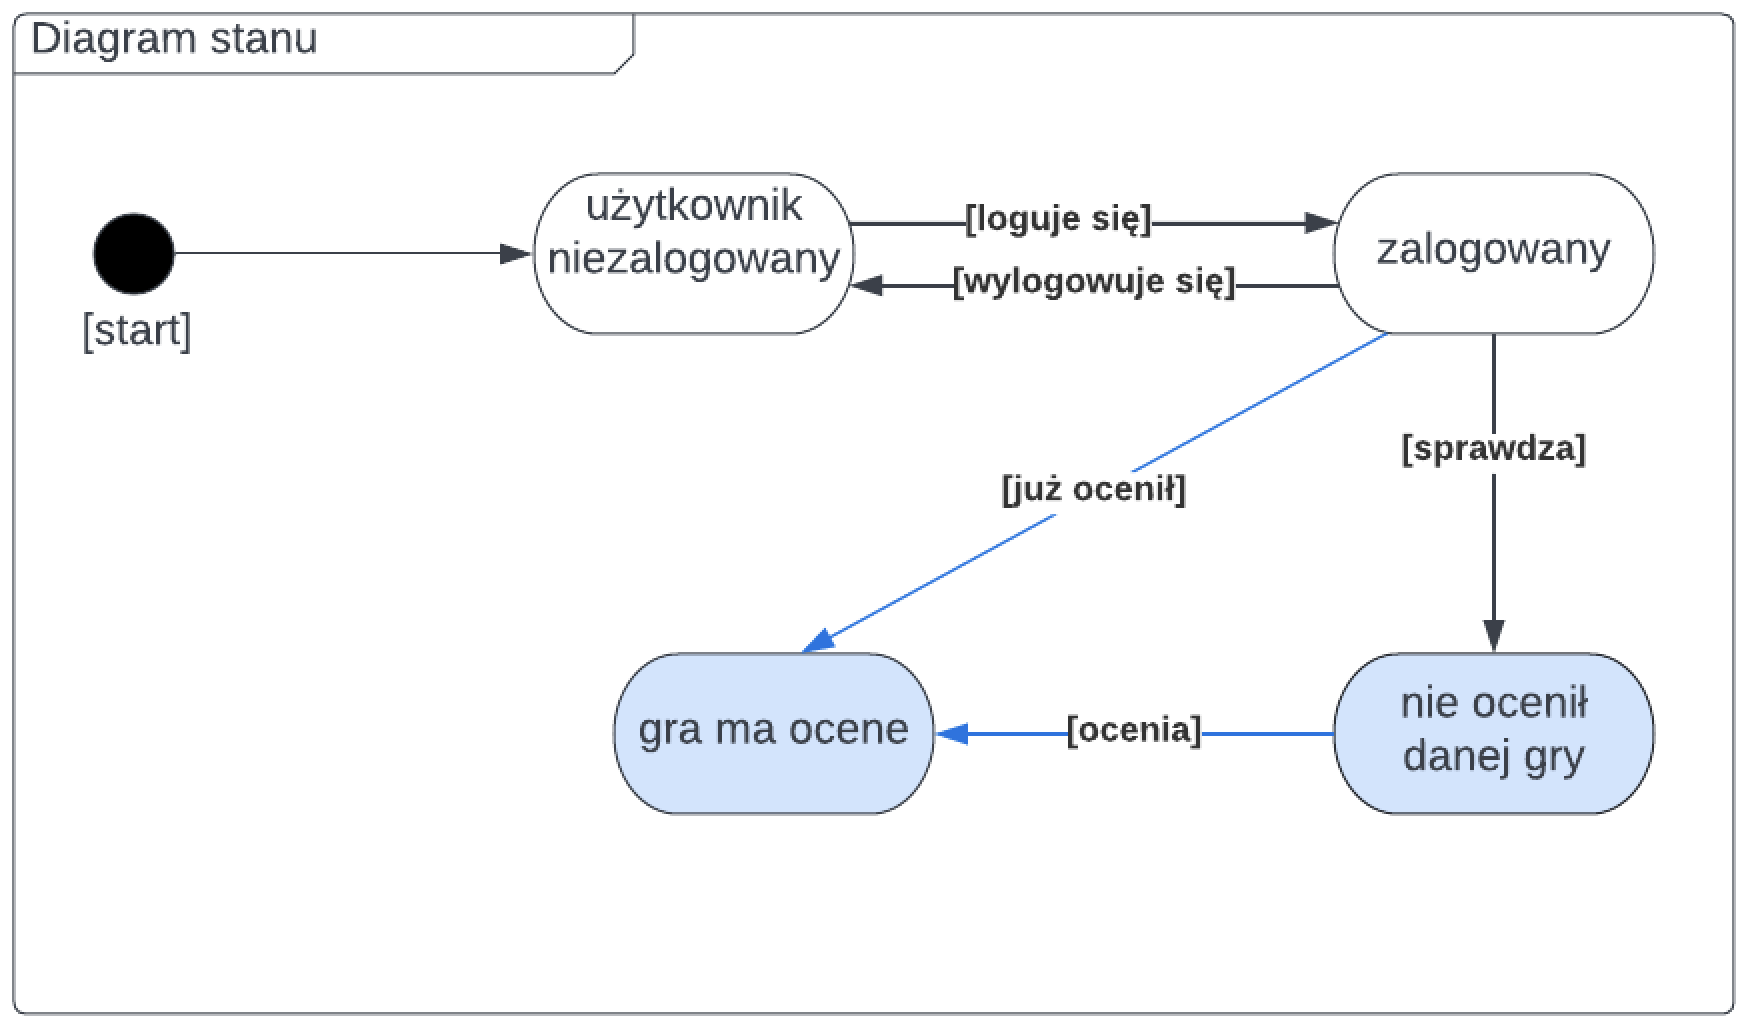 Diagram stanu
użytkownik
niezalogowany
[loguje się]
[wylogowuje się]
zalogowany
[start]
[sprawdza]
[już ocenił]
gra ma ocene
[ocenia]
nie ocenił
danej gry